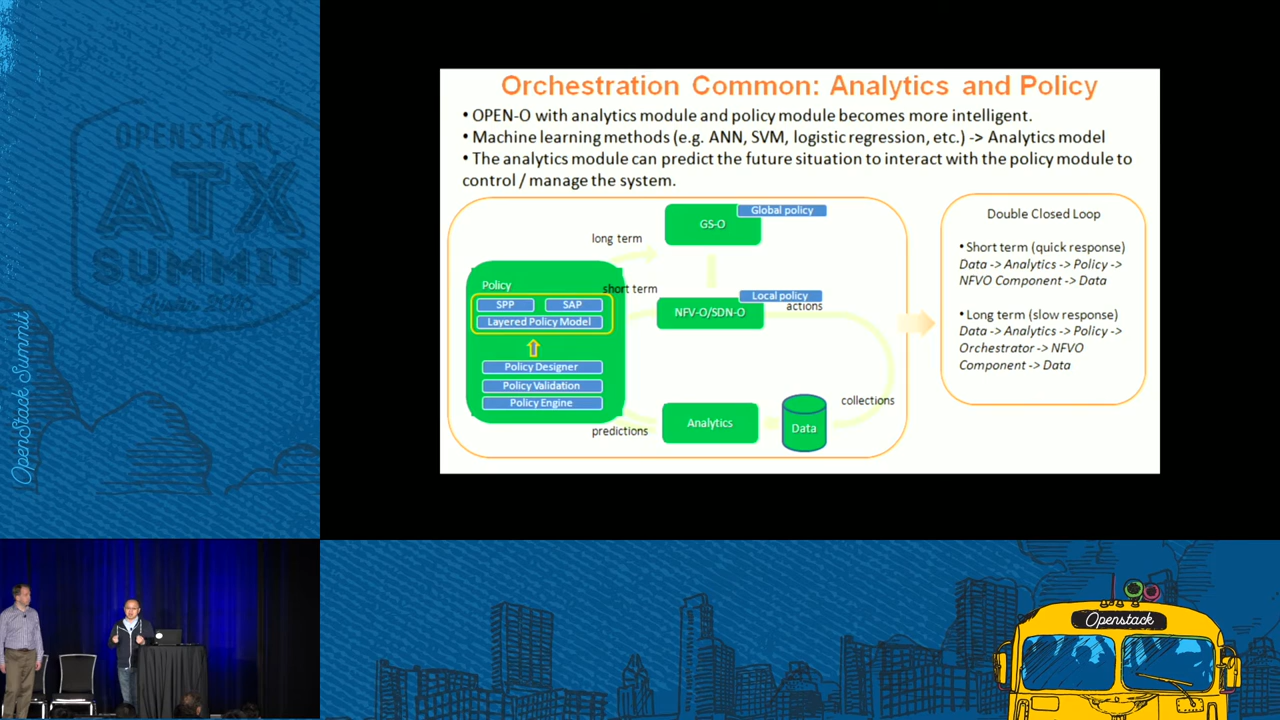 OPENSTACK
ATX
SUMMIT
OpenStack Summit
Orchestration Common: Analytics and Policy
• OPEN-O with analytics module and policy module becomes more intelligent.
• Machine learning methods (e.g. ANN, SVM, logistic regression, etc.) -> Analytics model
• The analytics module can predict the future situation to interact with the policy module to
control / manage the system.
Global policy
GS-O
long term
Policy
short term
SPP
SAP
Layered Policy Model
Local policy
NFV-O/SDN-O
actions
Policy Designer
Policy Validation
Policy Engine
collections
Analytics
Data
predictions
Double Closed Loop
• Short term (quick response)
Data -> Analytics -> Policy ->
NFVO Component -> Data
• Long term (slow response)
Data -> Analytics -> Policy ->
Orchestrator -> NFVO
Component -> Data
Openstack